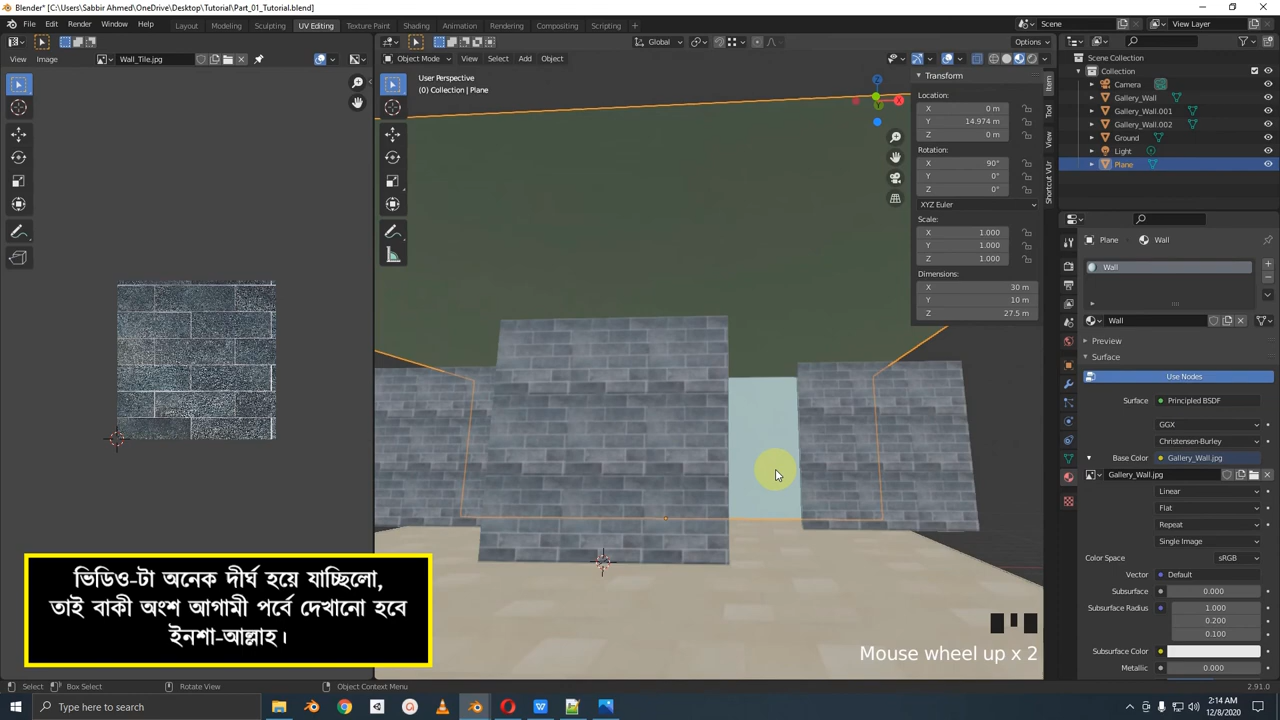 Blender* [C:\Users\Sabbir Ahmed\OneDrive\Desktop\Tutorial\Part_01_Tutorial.blend]
File Edit Render Window Help Layout Modeling Sculpting UV Editing Texture Paint Shading Animation Rendering Compositing Scripting Scene View Layer
Global Options
View Image Wall_Tile.jpg Object Mode View Select Add Object
User Perspective
(0) Collection | Plane
Transform
Location:
X 0 m
Y 14.974 m
Z 0 m
Rotation:
X 90°
Y 0°
Z 0°
XYZ Euler
Scale:
X 1.000
Y 1.000
Z 1.000
Dimensions:
X 30 m
Y 10 m
Z 27.5 m
Item
Tool
View
Shortcut VUr
Scene Collection
Collection
Camera
Gallery_Wall
Gallery_Wall.001
Gallery_Wall.002
Ground
Light
Plane
Plane Wall
Wall
Wall
Preview
Surface
Use Nodes
Surface Principled BSDF
GGX
Christensen-Burley
Base Color Gallery_Wall.jpg
Gallery_Wall.jpg
Linear
Flat
Repeat
Single Image
Color Space sRGB
Vector Default
Subsurface 0.000
Subsurface Radius 1.000
0.200
0.100
Subsurface Color
Metallic 0.000
ভিডিও-টা অনেক দীর্ঘ হয়ে যাচ্ছিলো,
তাই বাকী অংশ আগামী পর্বে দেখানো হবে
ইনশা-আল্লাহ।
Mouse wheel up x 2
Select Box Select Rotate View Object Context Menu 2.91.0
Type here to search
2:14 AM
12/8/2020